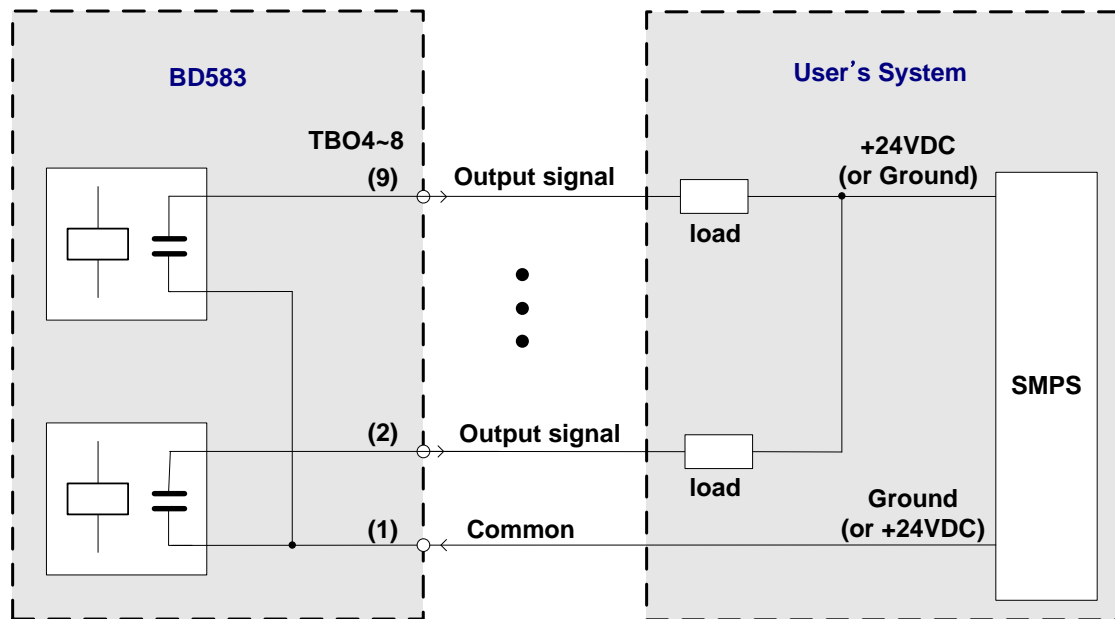 BD583
User’s System
TBO4~8
+24VDC
(or Ground)
(9)
Output signal
load
SMPS
(2)
Output signal
load
Ground
(or +24VDC)
(1)
Common